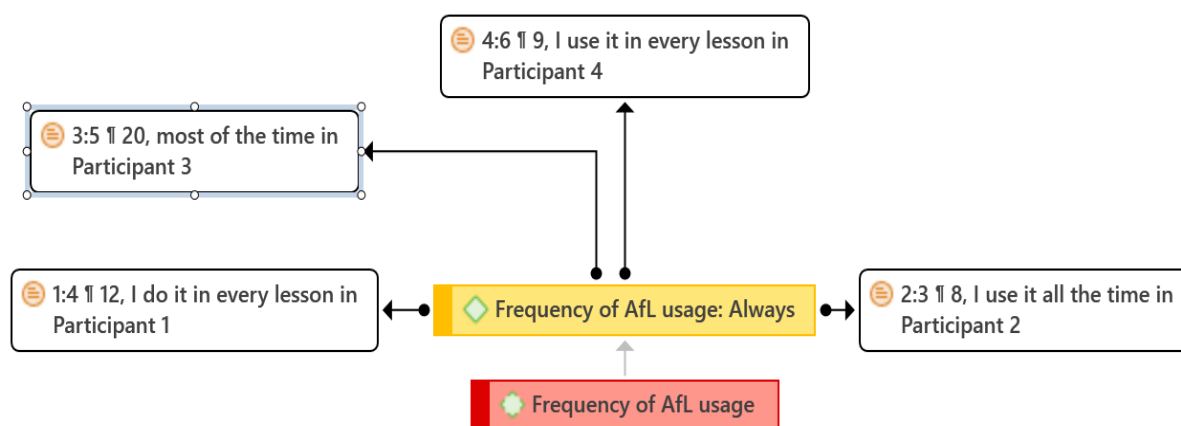 4:6 ¶ 9, I use it in every lesson in
Participant 4
3:5 ¶ 20, most of the time in
Participant 3
1:4 ¶ 12, I do it in every lesson in
Participant 1
Frequency of AfL usage: Always
2:3 ¶ 8, I use it all the time in
Participant 2
Frequency of AfL usage